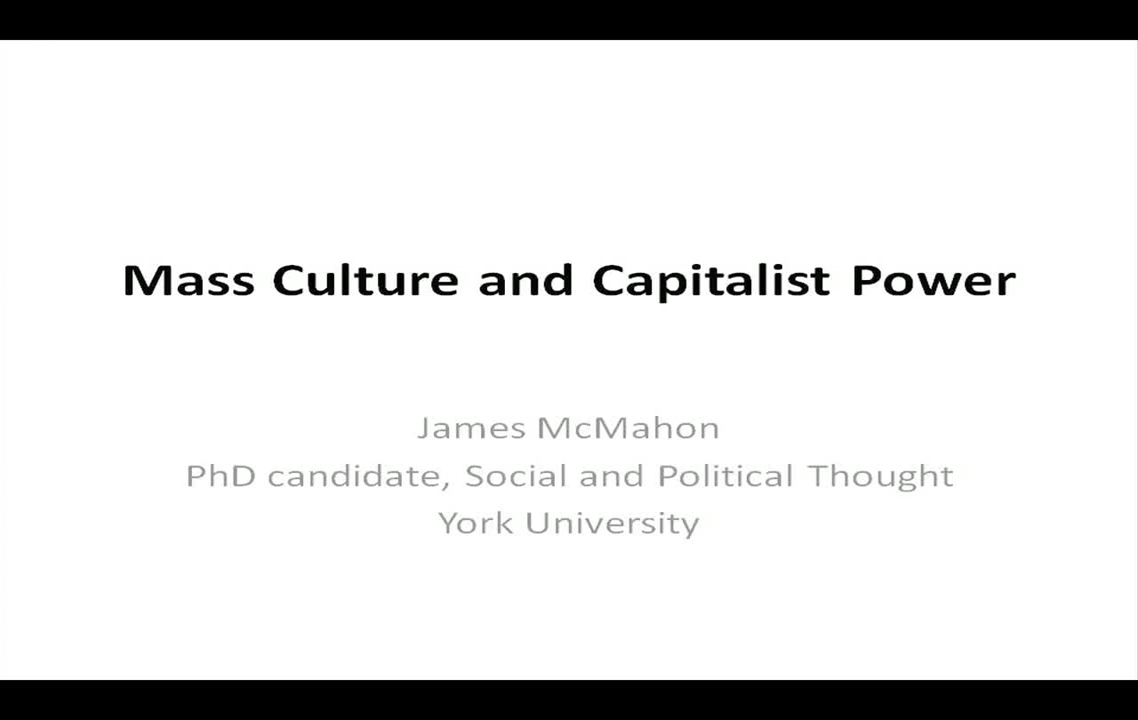 Mass Culture and Capitalist Power
James McMahon
PhD candidate, Social and Political Thought
York University